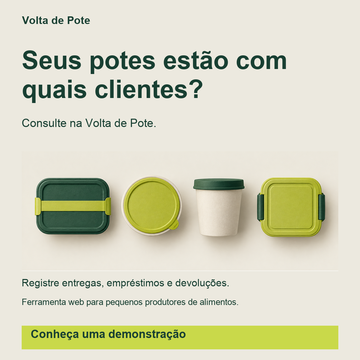 Volta de Pote
Seus potes estão com
quais clientes?
Consulte na Volta de Pote.
Registre entregas, empréstimos e devoluções.
Ferramenta web para pequenos produtores de alimentos.
Conheça uma demonstração